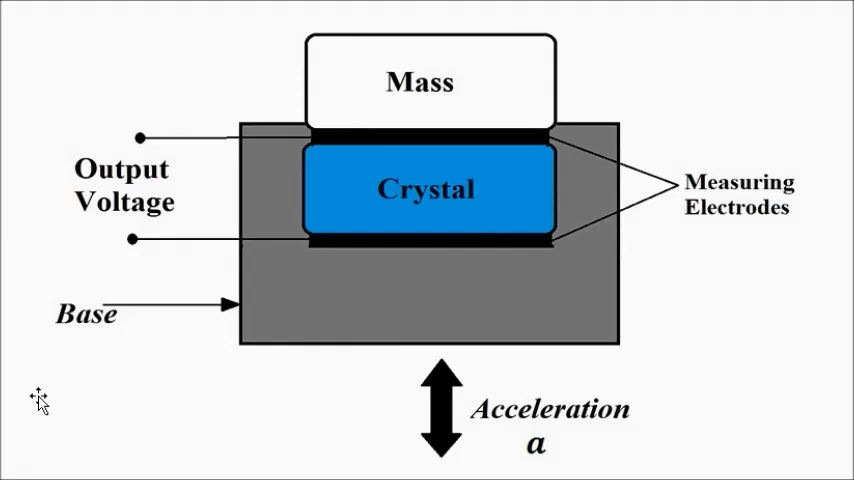 Mass
Output
Voltage
Crystal
Measuring
Electrodes
Base
Acceleration
a